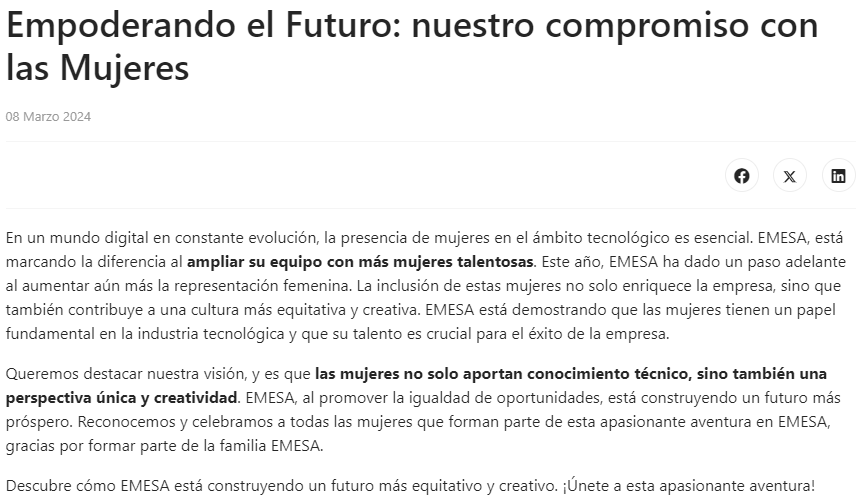 Empoderando el Futuro: nuestro compromiso con
las Mujeres
08 Marzo 2024
En un mundo digital en constante evolución, la presencia de mujeres en el ámbito tecnológico es esencial. EMESA, está
marcando la diferencia al ampliar su equipo con más mujeres talentosas. Este año, EMESA ha dado un paso adelante
al aumentar aún más la representación femenina. La inclusión de estas mujeres no solo enriquece la empresa, sino que
también contribuye a una cultura más equitativa y creativa. EMESA está demostrando que las mujeres tienen un papel
fundamental en la industria tecnológica y que su talento es crucial para el éxito de la empresa.
Queremos destacar nuestra visión, y es que las mujeres no solo aportan conocimiento técnico, sino también una
perspectiva única y creatividad. EMESA, al promover la igualdad de oportunidades, está construyendo un futuro más
próspero. Reconocemos y celebramos a todas las mujeres que forman parte de esta apasionante aventura en EMESA,
gracias por formar parte de la familia EMESA.
Descubre cómo EMESA está construyendo un futuro más equitativo y creativo. ¡Únete a esta apasionante aventura!